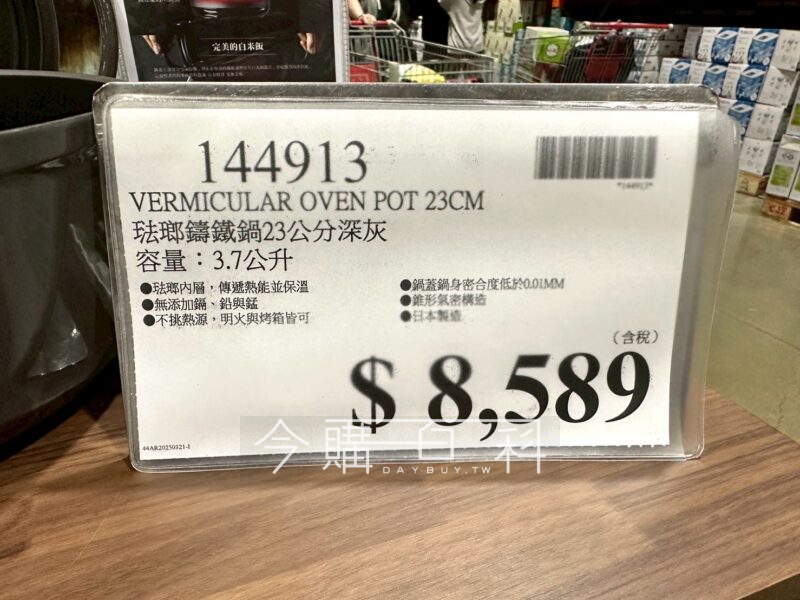 完美的白米飯
144913
*144913*
VERMICULAR OVEN POT 23CM
琺瑯鑄鐵鍋23公分深灰
容量：3.7公升
●琺瑯內層，傳遞熱能並保溫
●無添加鎘、鉛與錳
●不挑熱源，明火與烤箱皆可
●鍋蓋鍋身密合度低於0.01MM
●錐形氣密構造
●日本製造
(含稅)
$ 8,589
44AR20250321-1
今購百科
DAYBUY.TW